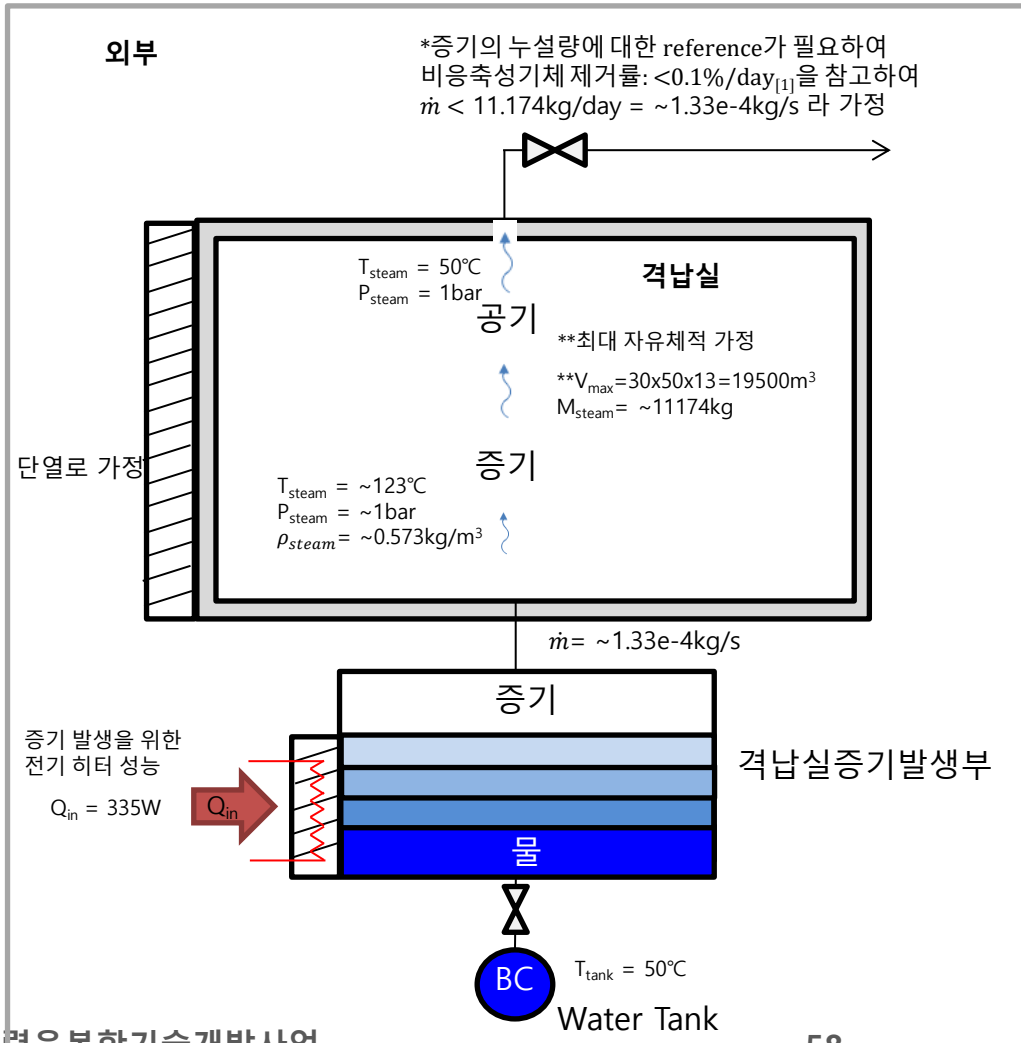 외부
*증기의 누설량에 대한 reference가 필요하여
비응축성기체 제거률: <0.1%/day[1]을 참고하여
ṁ < 11.174kg/day = ~1.33e-4kg/s 라 가정
Tsteam = 50℃
Psteam = 1bar
격납실
공기
**최대 자유체적 가정
**Vmax=30x50x13=19500m³
Msteam= ~11174kg
단열로 가정
증기
Tsteam = ~123℃
Psteam = ~1bar
ρsteam= ~0.573kg/m³
ṁ= ~1.33e-4kg/s
증기
증기 발생을 위한
전기 히터 성능
격납실증기발생부
Qin = 335W
Qin
물
BC
Ttank = 50℃
Water Tank